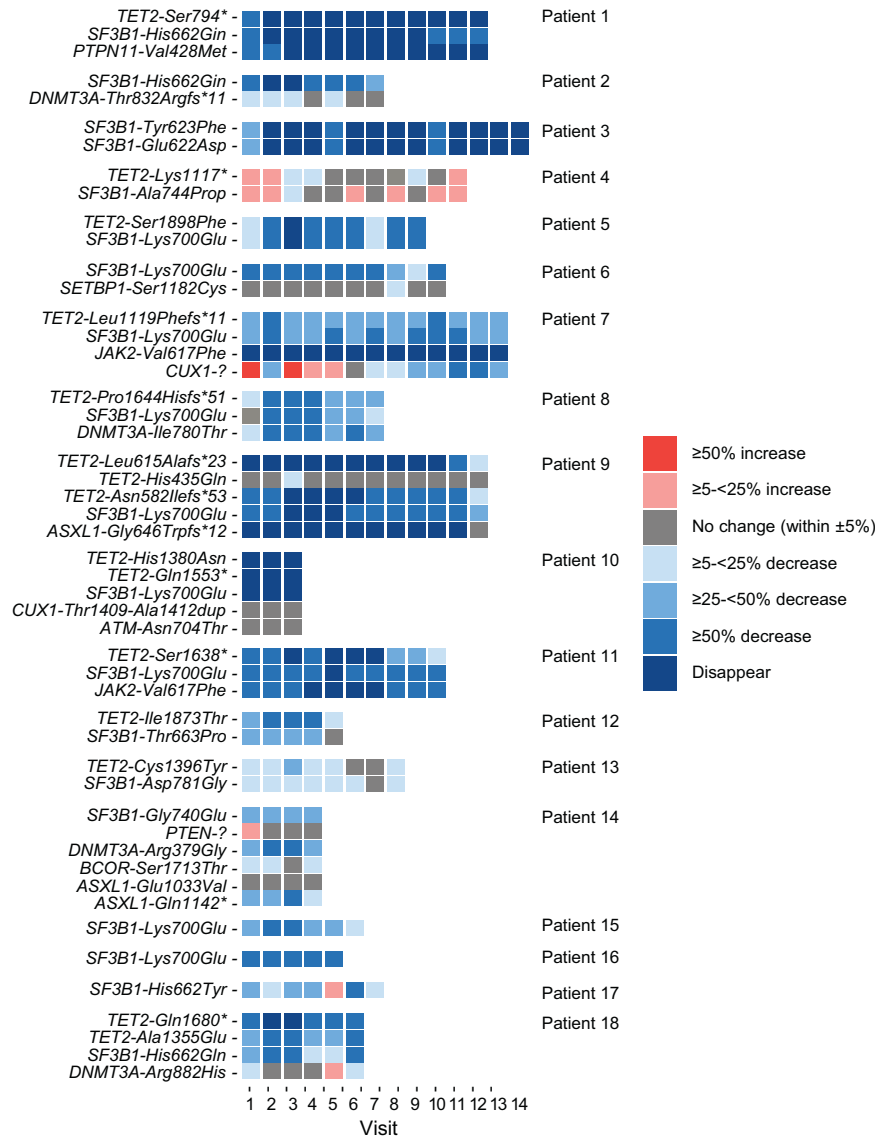 TET2-Ser794* - Patient 1
SF3B1-His662Gin -
PTPN11-Val428Met -
SF3B1-His662Gin - Patient 2
DNMT3A-Thr832Argfs*11 -
SF3B1-Tyr623Phe - Patient 3
SF3B1-Glu622Asp -
TET2-Lys1117* - Patient 4
SF3B1-Ala744Prop -
TET2-Ser1898Phe - Patient 5
SF3B1-Lys700Glu -
SF3B1-Lys700Glu - Patient 6
SETBP1-Ser1182Cys -
TET2-Leu1119Phefs*11 - Patient 7
SF3B1-Lys700Glu -
JAK2-Val617Phe -
CUX1-? -
TET2-Pro1644Hisfs*51 - Patient 8
SF3B1-Lys700Glu -
DNMT3A-Ile780Thr -
TET2-Leu615Alafs*23 - Patient 9
TET2-His435Gln -
TET2-Asn582Ilefs*53 -
SF3B1-Lys700Glu -
ASXL1-Gly646Trpfs*12 -
TET2-His1380Asn - Patient 10
TET2-Gln1553* -
SF3B1-Lys700Glu -
CUX1-Thr1409-Ala1412dup -
ATM-Asn704Thr -
TET2-Ser1638* - Patient 11
SF3B1-Lys700Glu -
JAK2-Val617Phe -
TET2-Ile1873Thr - Patient 12
SF3B1-Thr663Pro -
TET2-Cys1396Tyr - Patient 13
SF3B1-Asp781Gly -
SF3B1-Gly740Glu - Patient 14
PTEN-? -
DNMT3A-Arg379Gly -
BCOR-Ser1713Thr -
ASXL1-Glu1033Val -
ASXL1-Gln1142* -
SF3B1-Lys700Glu - Patient 15
SF3B1-Lys700Glu - Patient 16
SF3B1-His662Tyr - Patient 17
TET2-Gln1680* - Patient 18
TET2-Ala1355Glu -
SF3B1-His662Gln -
DNMT3A-Arg882His -
1 2 3 4 5 6 7 8 9 10 11 12 13 14
Visit
≥50% increase
≥5-<25% increase
No change (within ±5%)
≥5-<25% decrease
≥25-<50% decrease
≥50% decrease
Disappear